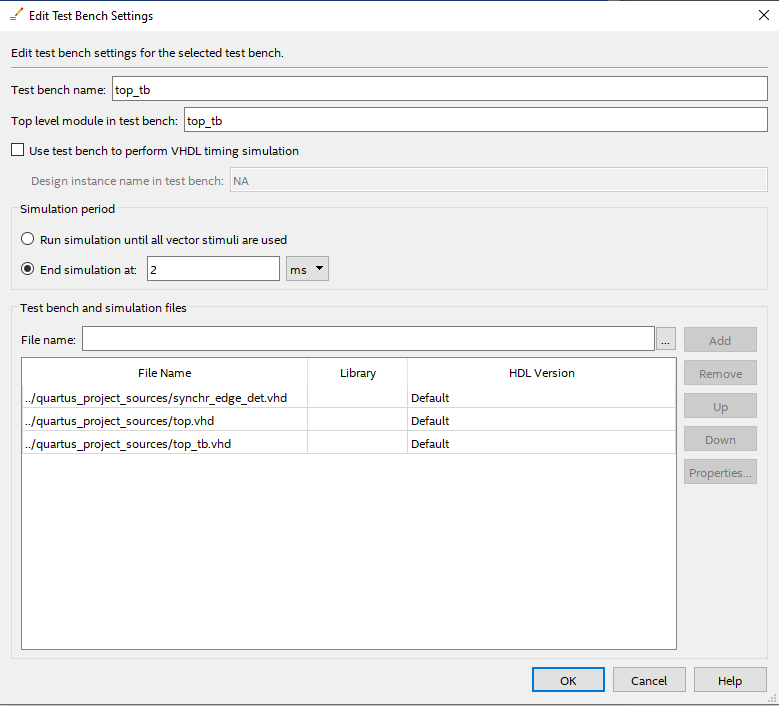 Edit Test Bench Settings
Edit test bench settings for the selected test bench.
Test bench name: top_tb
Top level module in test bench: top_tb
Use test bench to perform VHDL timing simulation
Design instance name in test bench: NA
Simulation period
Run simulation until all vector stimuli are used
End simulation at: 2 ms
Test bench and simulation files
File name: ... Add
File Name Library HDL Version
Remove
../quartus_project_sources/synchr_edge_det.vhd Default
Up
../quartus_project_sources/top.vhd Default
Down
../quartus_project_sources/top_tb.vhd Default
Properties...
OK Cancel Help